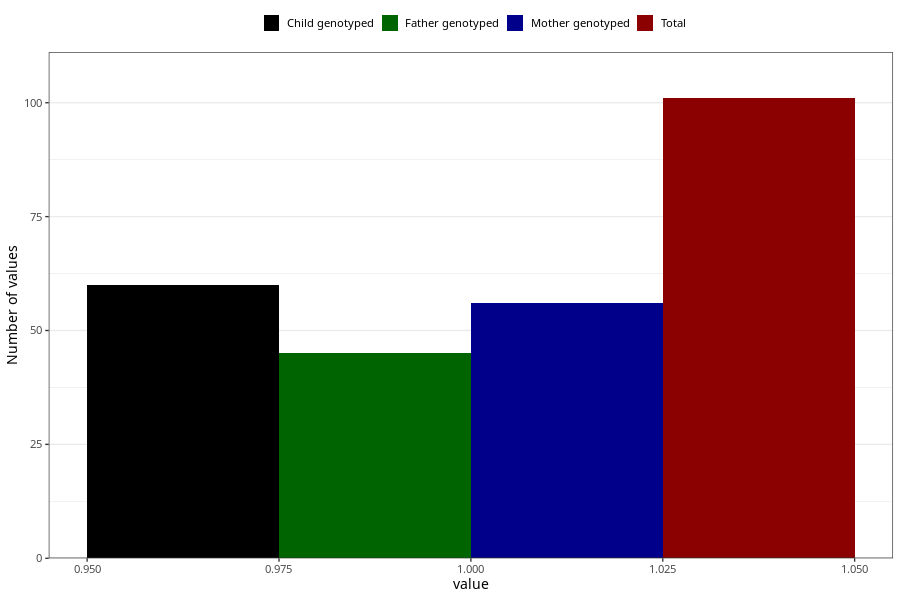 Child genotyped Father genotyped Mother genotyped Total
100
75
50
25
0
Number of values
0.950 0.975 1.000 1.025 1.050
value